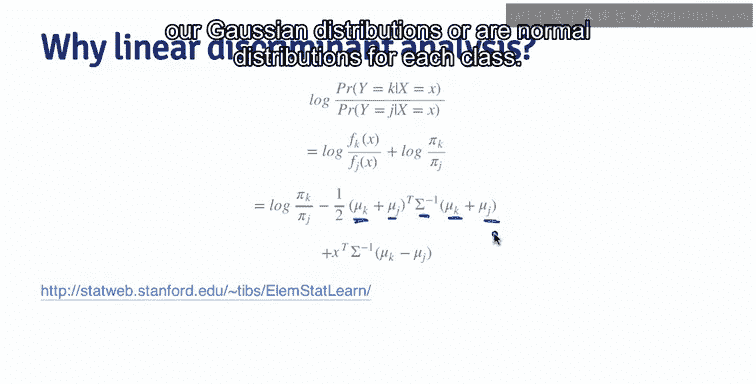 our Gaussian distributions or are normal
distributions for each class.
Why linear discriminant analysis?
log Pr(Y = k|X = x) / Pr(Y = j|X = x)
= log f_k(x) / f_j(x) + log π_k / π_j
= log π_k / π_j − 1/2 (μ_k + μ_j)^T Σ^−1 (μ_k + μ_j)
+x^T Σ^−1 (μ_k − μ_j)
http://statweb.stanford.edu/~tibs/ElemStatLearn/